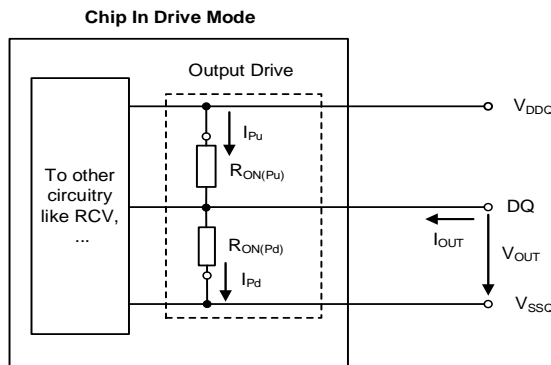 Chip In Drive Mode
Output Drive
To other
circuitry
like RCV,
...
IPu
RON(Pu)
RON(Pd)
IPd
VDDQ
DQ
IOUT
VOUT
VSSQ